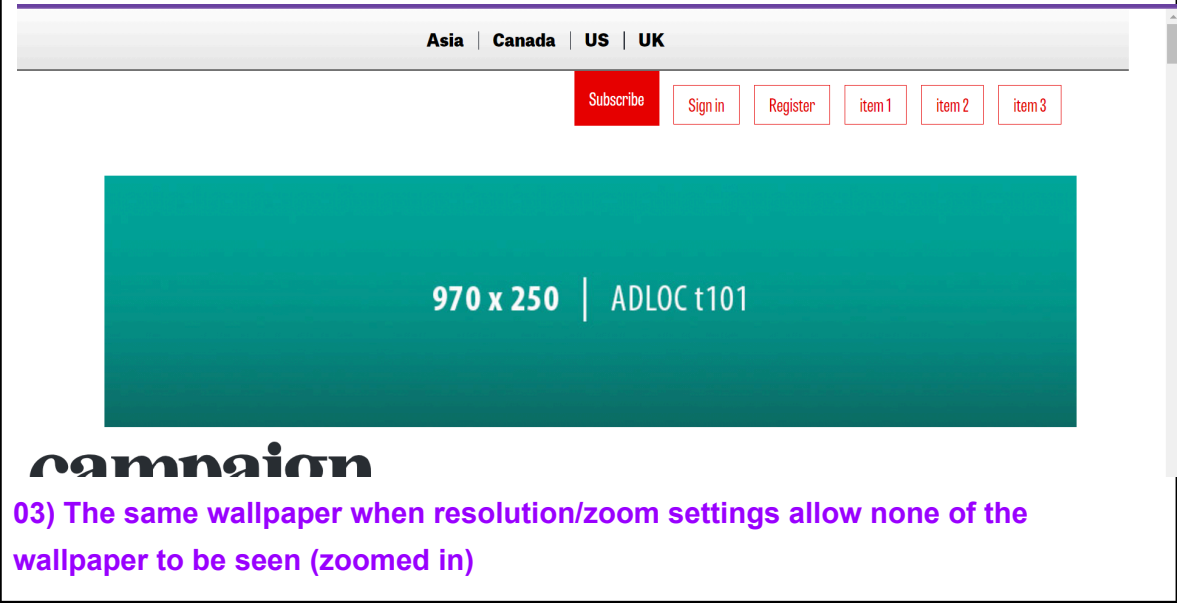 Asia | Canada | US | UK
Subscribe Sign in Register item 1 item 2 item 3
970 x 250 | ADLOC t101
campaign
03) The same wallpaper when resolution/zoom settings allow none of the
wallpaper to be seen (zoomed in)